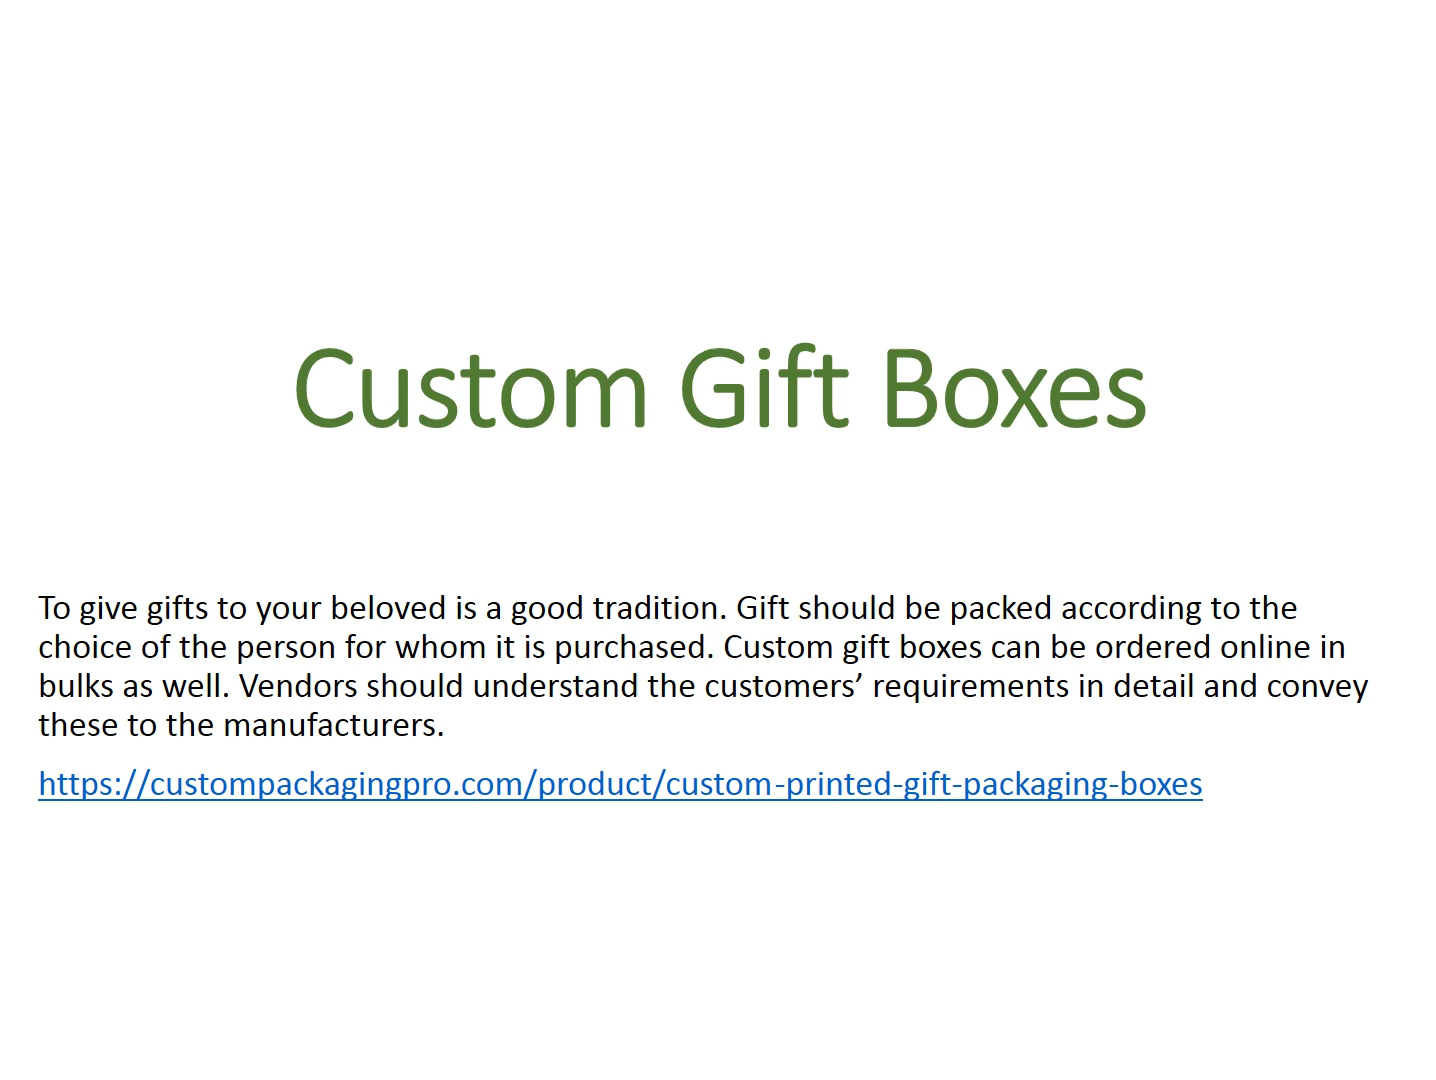 Custom Gift Boxes
To give gifts to your beloved is a good tradition. Gift should be packed according to the
choice of the person for whom it is purchased. Custom gift boxes can be ordered online in
bulks as well. Vendors should understand the customers’ requirements in detail and convey
these to the manufacturers.
https://custompackagingpro.com/product/custom-printed-gift-packaging-boxes